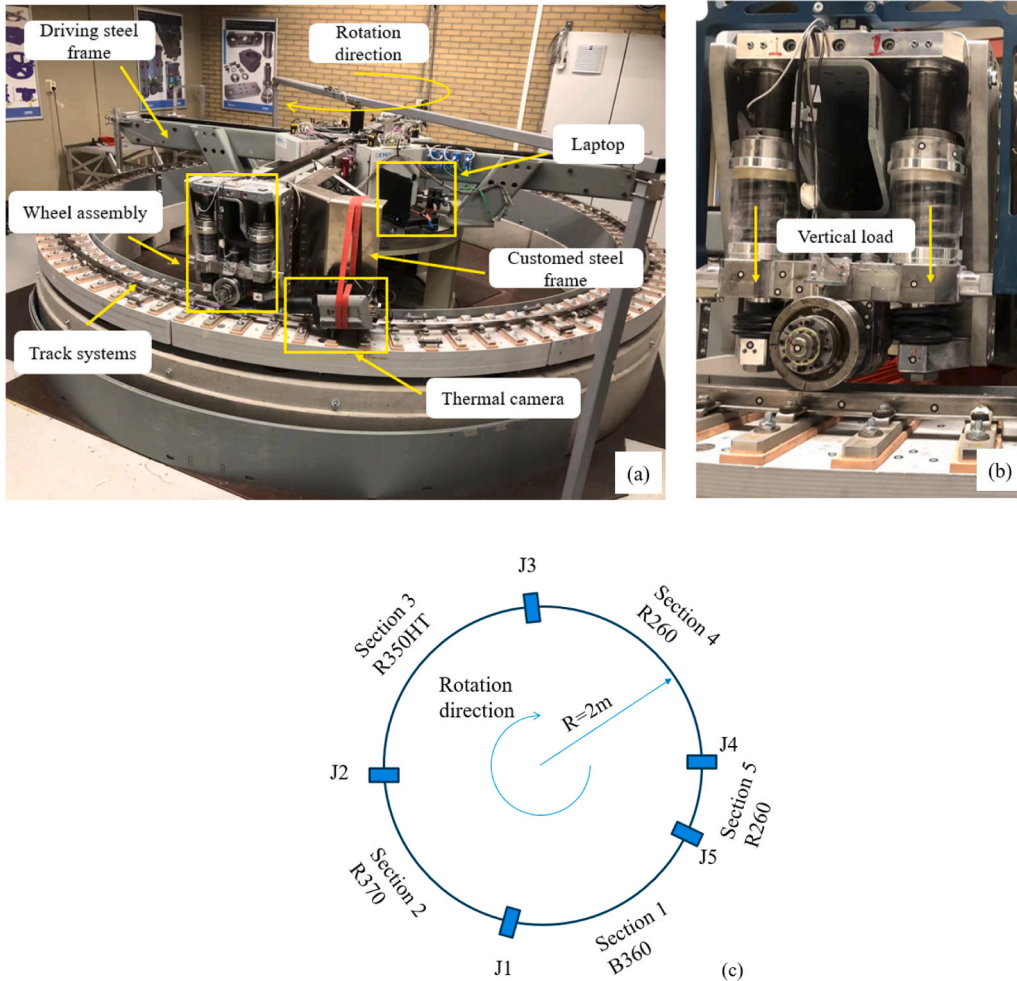 Driving steel
frame
Rotation
direction
Laptop
Wheel assembly
Customed steel
frame
Track systems
Thermal camera
(a)
Vertical load
(b)
J3
Section 3
R350HT
Section 4
R260
Rotation
direction
R=2m
J2
J4
Section 5
R260
J5
Section 2
R370
Section 1
B360
J1
(c)